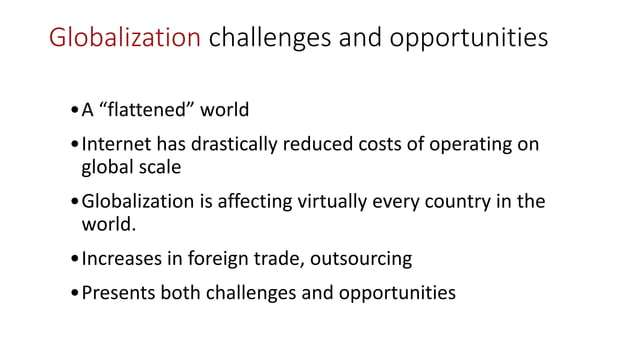 Globalization challenges and opportunities
•A “flattened” world
•Internet has drastically reduced costs of operating on
global scale
•Globalization is affecting virtually every country in the
world.
•Increases in foreign trade, outsourcing
•Presents both challenges and opportunities